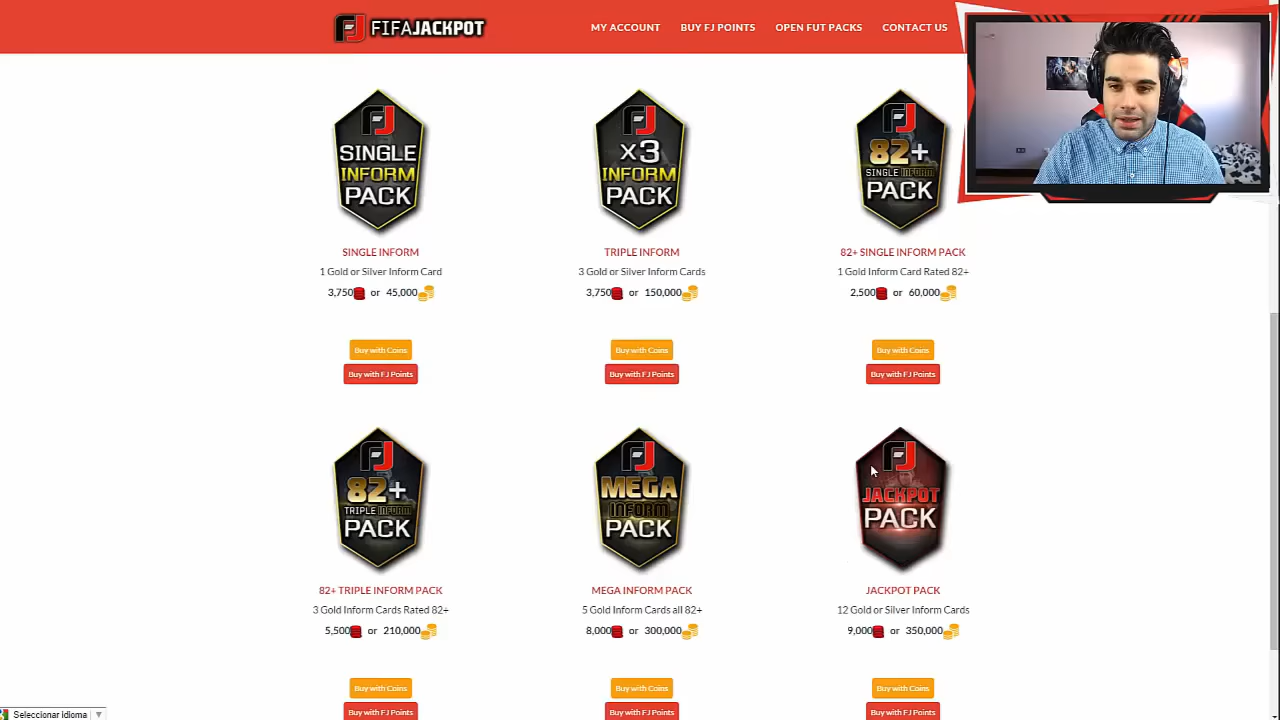 FJ FIFAJACKPOT
MY ACCOUNT BUY FJ POINTS OPEN FUT PACKS CONTACT US
FJ
SINGLE
INFORM
PACK
FJ
x3
INFORM
PACK
FJ
82+
SINGLE INFORM
PACK
SINGLE INFORM
1 Gold or Silver Inform Card
3,750 or 45,000
Buy with Coins
Buy with FJ Points
TRIPLE INFORM
3 Gold or Silver Inform Cards
3,750 or 150,000
Buy with Coins
Buy with FJ Points
82+ SINGLE INFORM PACK
1 Gold Inform Card Rated 82+
2,500 or 60,000
Buy with Coins
Buy with FJ Points
FJ
82+
TRIPLE INFORM
PACK
FJ
MEGA
INFORM
PACK
FJ
JACKPOT
PACK
82+ TRIPLE INFORM PACK
3 Gold Inform Cards Rated 82+
5,500 or 210,000
Buy with Coins
Buy with FJ Points
MEGA INFORM PACK
5 Gold Inform Cards all 82+
8,000 or 300,000
Buy with Coins
Buy with FJ Points
JACKPOT PACK
12 Gold or Silver Inform Cards
9,000 or 350,000
Buy with Coins
Buy with FJ Points
Seleccionar idioma